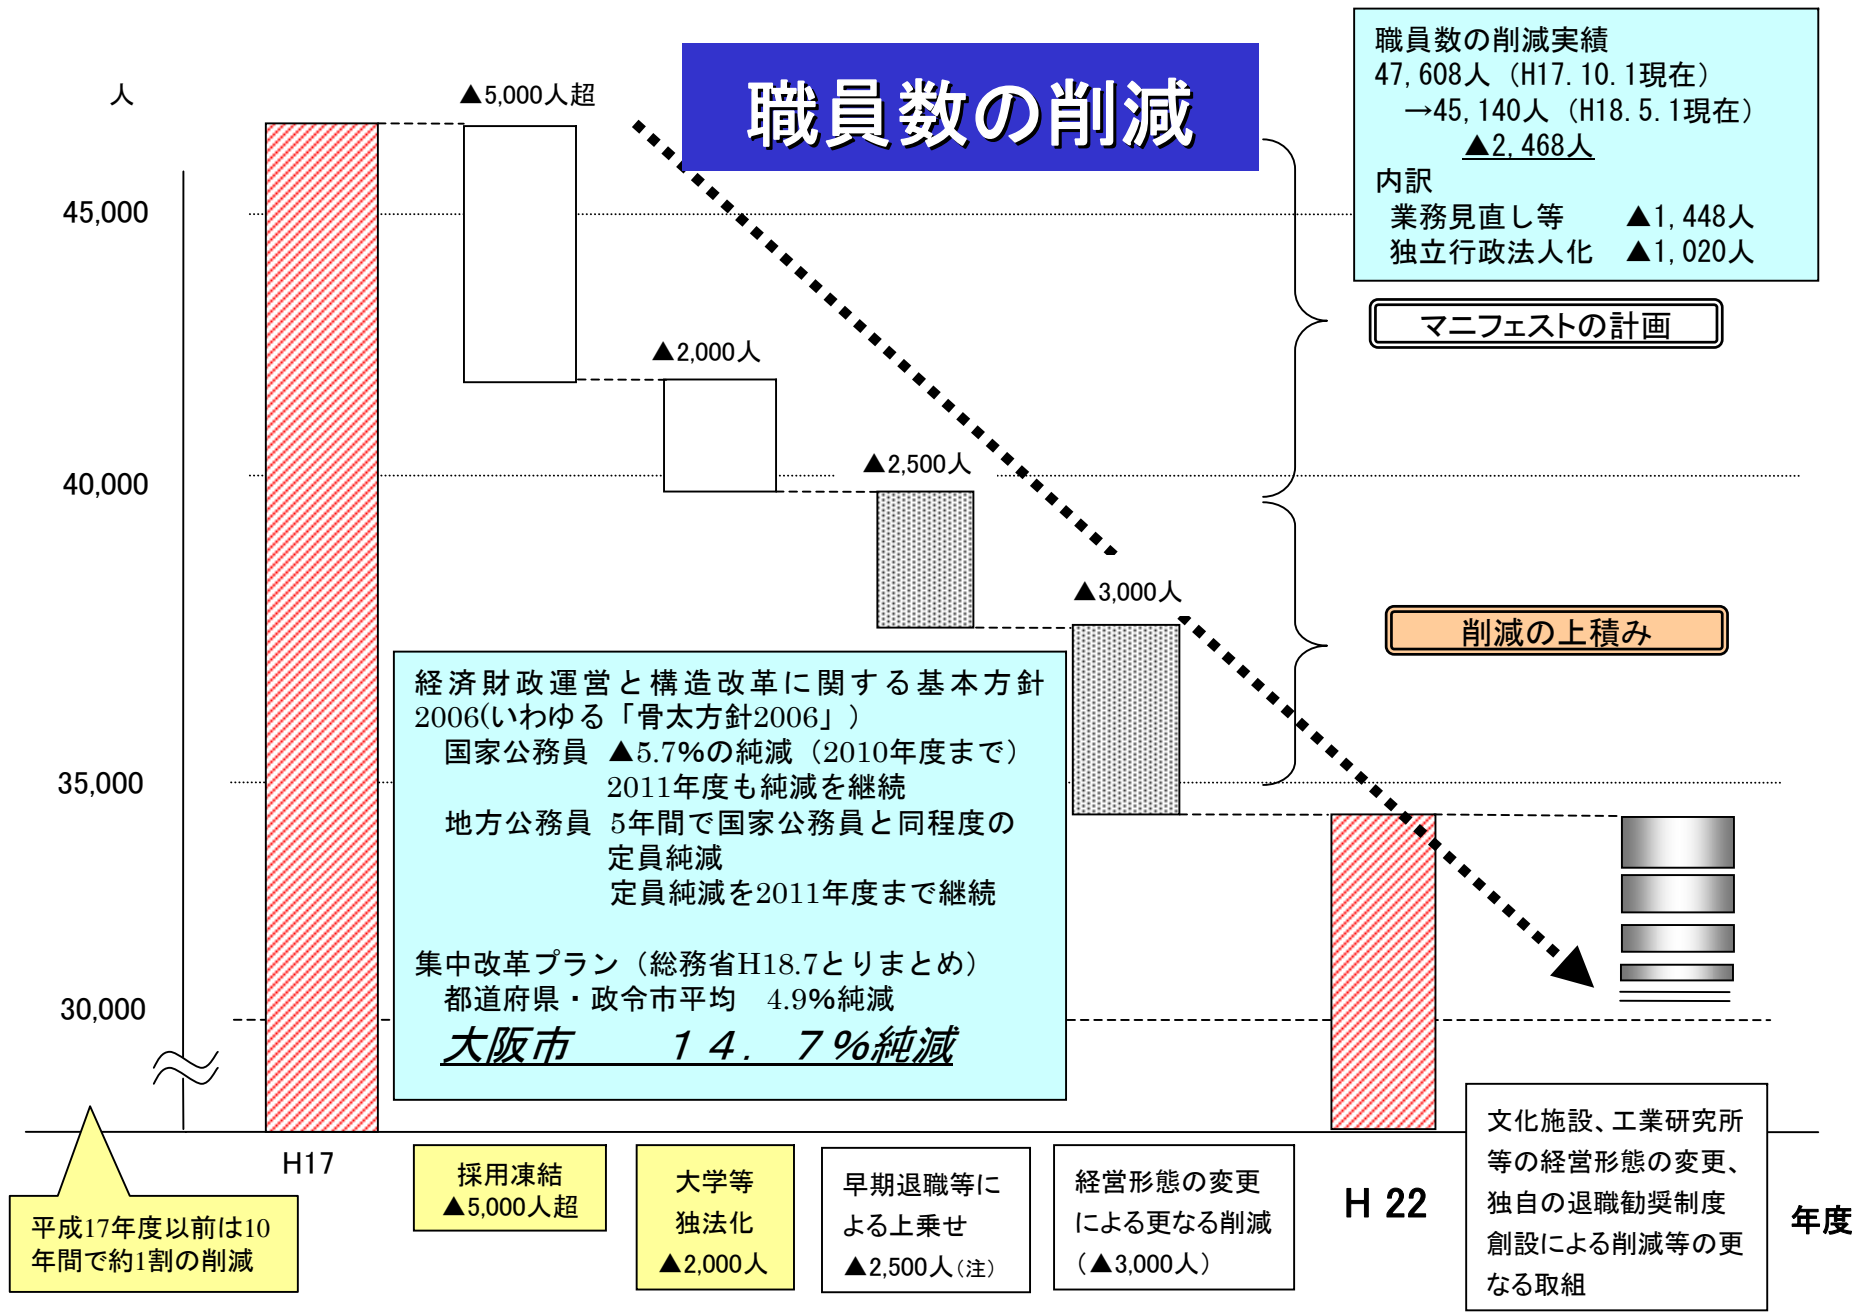 職員数の削減
人
▲5,000人超
職員数の削減実績
47,608人（H17.10.1現在）
→45,140人（H18.5.1現在）
▲2,468人
内訳
業務見直し等 ▲1,448人
独立行政法人化 ▲1,020人
45,000
マニフェストの計画
▲2,000人
▲2,500人
40,000
▲3,000人
削減の上積み
経済財政運営と構造改革に関する基本方針
2006(いわゆる「骨太方針2006」）
国家公務員 ▲5.7%の純減（2010年度まで）
2011年度も純減を継続
地方公務員 5年間で国家公務員と同程度の
定員純減
定員純減を2011年度まで継続
集中改革プラン（総務省H18.7とりまとめ）
都道府県・政令市平均 4.9%純減
大阪市 １４．７％純減
35,000
30,000
H17
採用凍結
▲5,000人超
大学等
独法化
▲2,000人
早期退職等に
よる上乗せ
▲2,500人（注）
経営形態の変更
による更なる削減
（▲3,000人）
H 22
文化施設、工業研究所
等の経営形態の変更、
独自の退職勧奨制度
創設による削減等の更
なる取組
年度
平成17年度以前は10
年間で約1割の削減